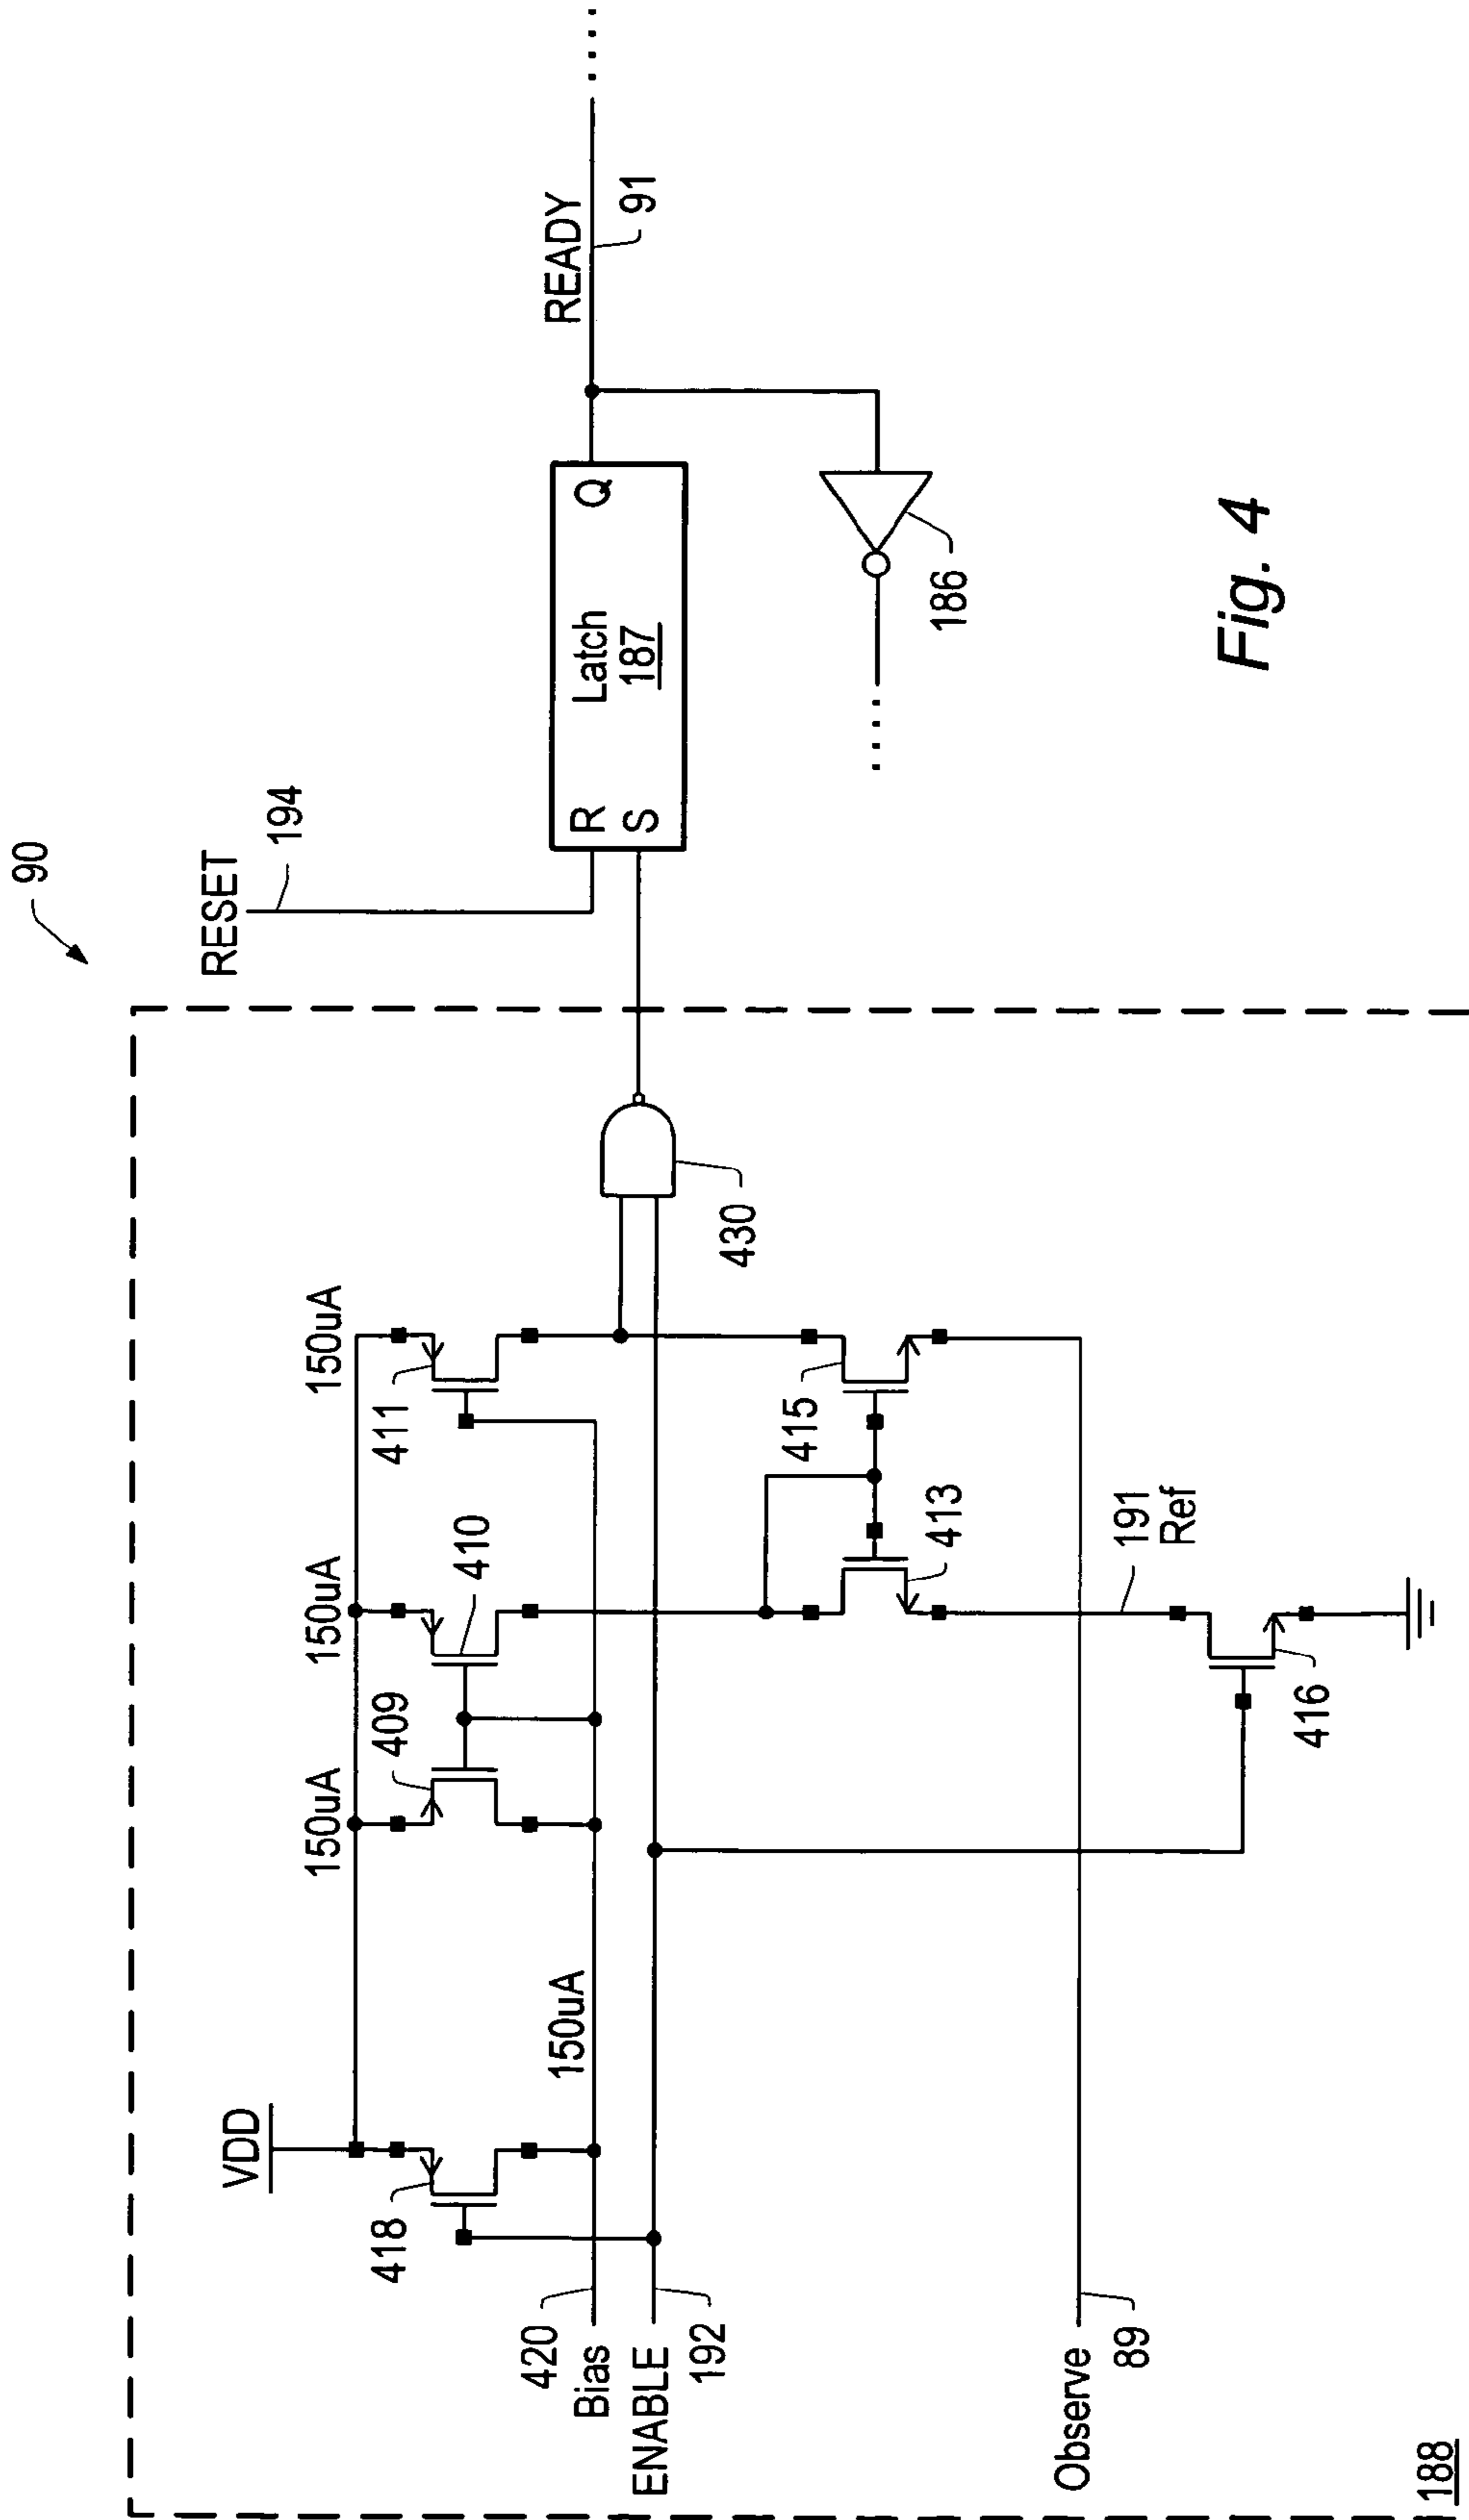 90
RESET
194
READY
91
R
S
Q
Latch
187
186
VDD
150uA
150uA
150uA
418
409
410
411
150uA
420
Bias
ENABLE
192
430
415
413
191
Ref
416
Observe
89
188
Fig. 4